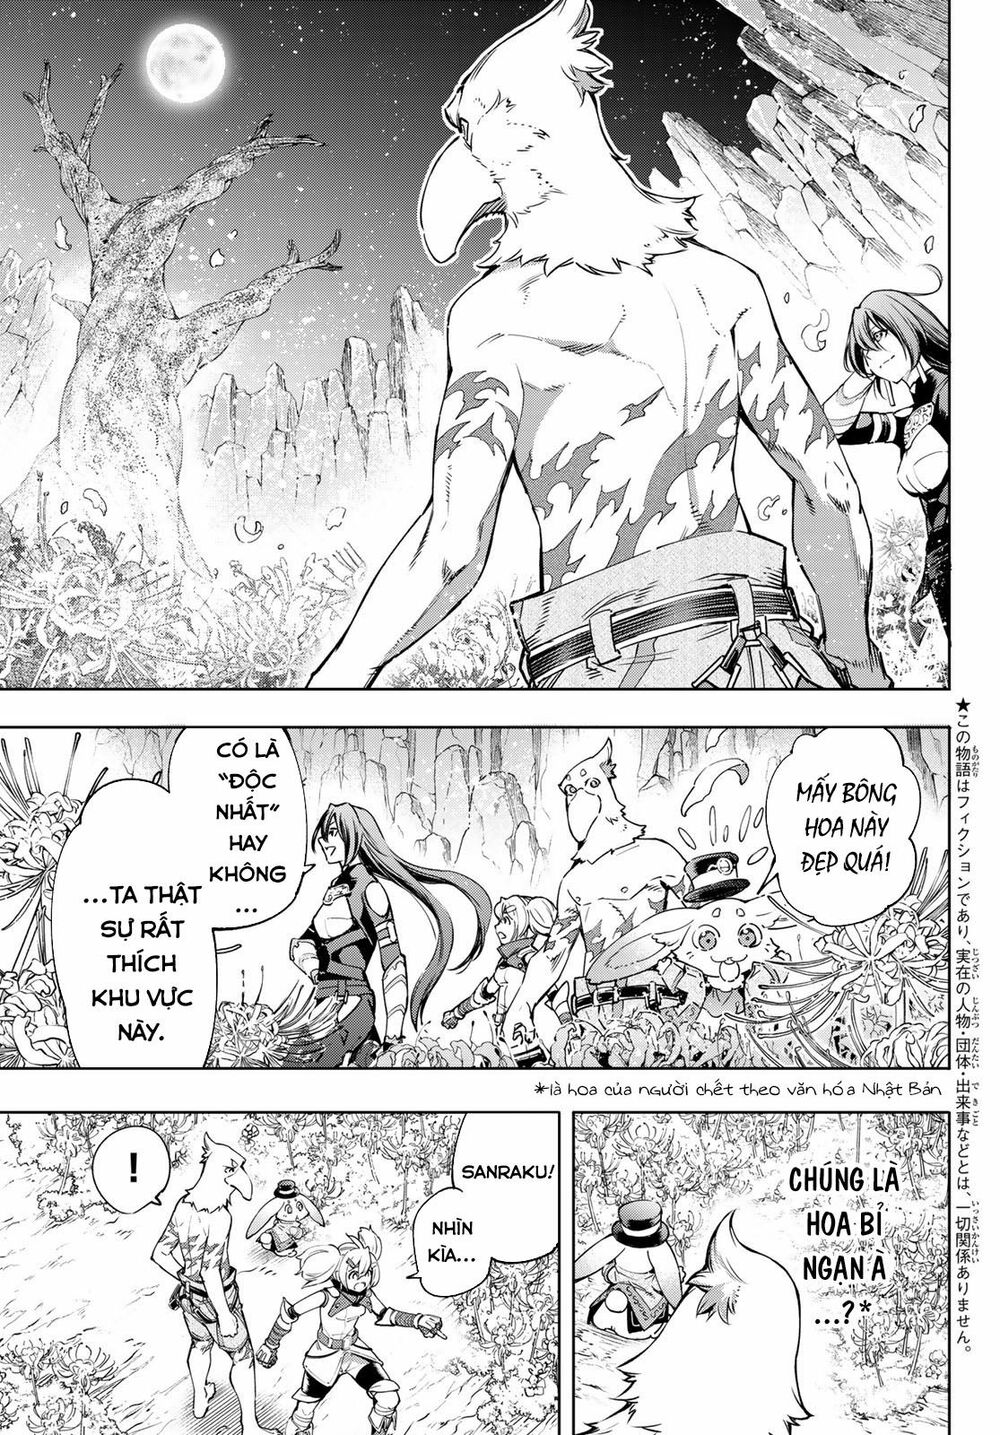 MẤY BÔNG
HOA NÀY
ĐẸP QUÁ!
CÓ LÀ
“ĐỘC
NHẤT”
HAY
KHÔNG
...
...TA THẬT
SỰ RẤT
THÍCH
KHU VỰC
NÀY.
*là hoa của người chết theo văn hóa Nhật Bản
CHÚNG LÀ
HOA BỈ
NGẠN À
...?*
SANRAKU!
NHÌN
KÌA...
!
★この物語はフィクションであり、実在の人物・団体・出来事などとは、一切関係ありません。